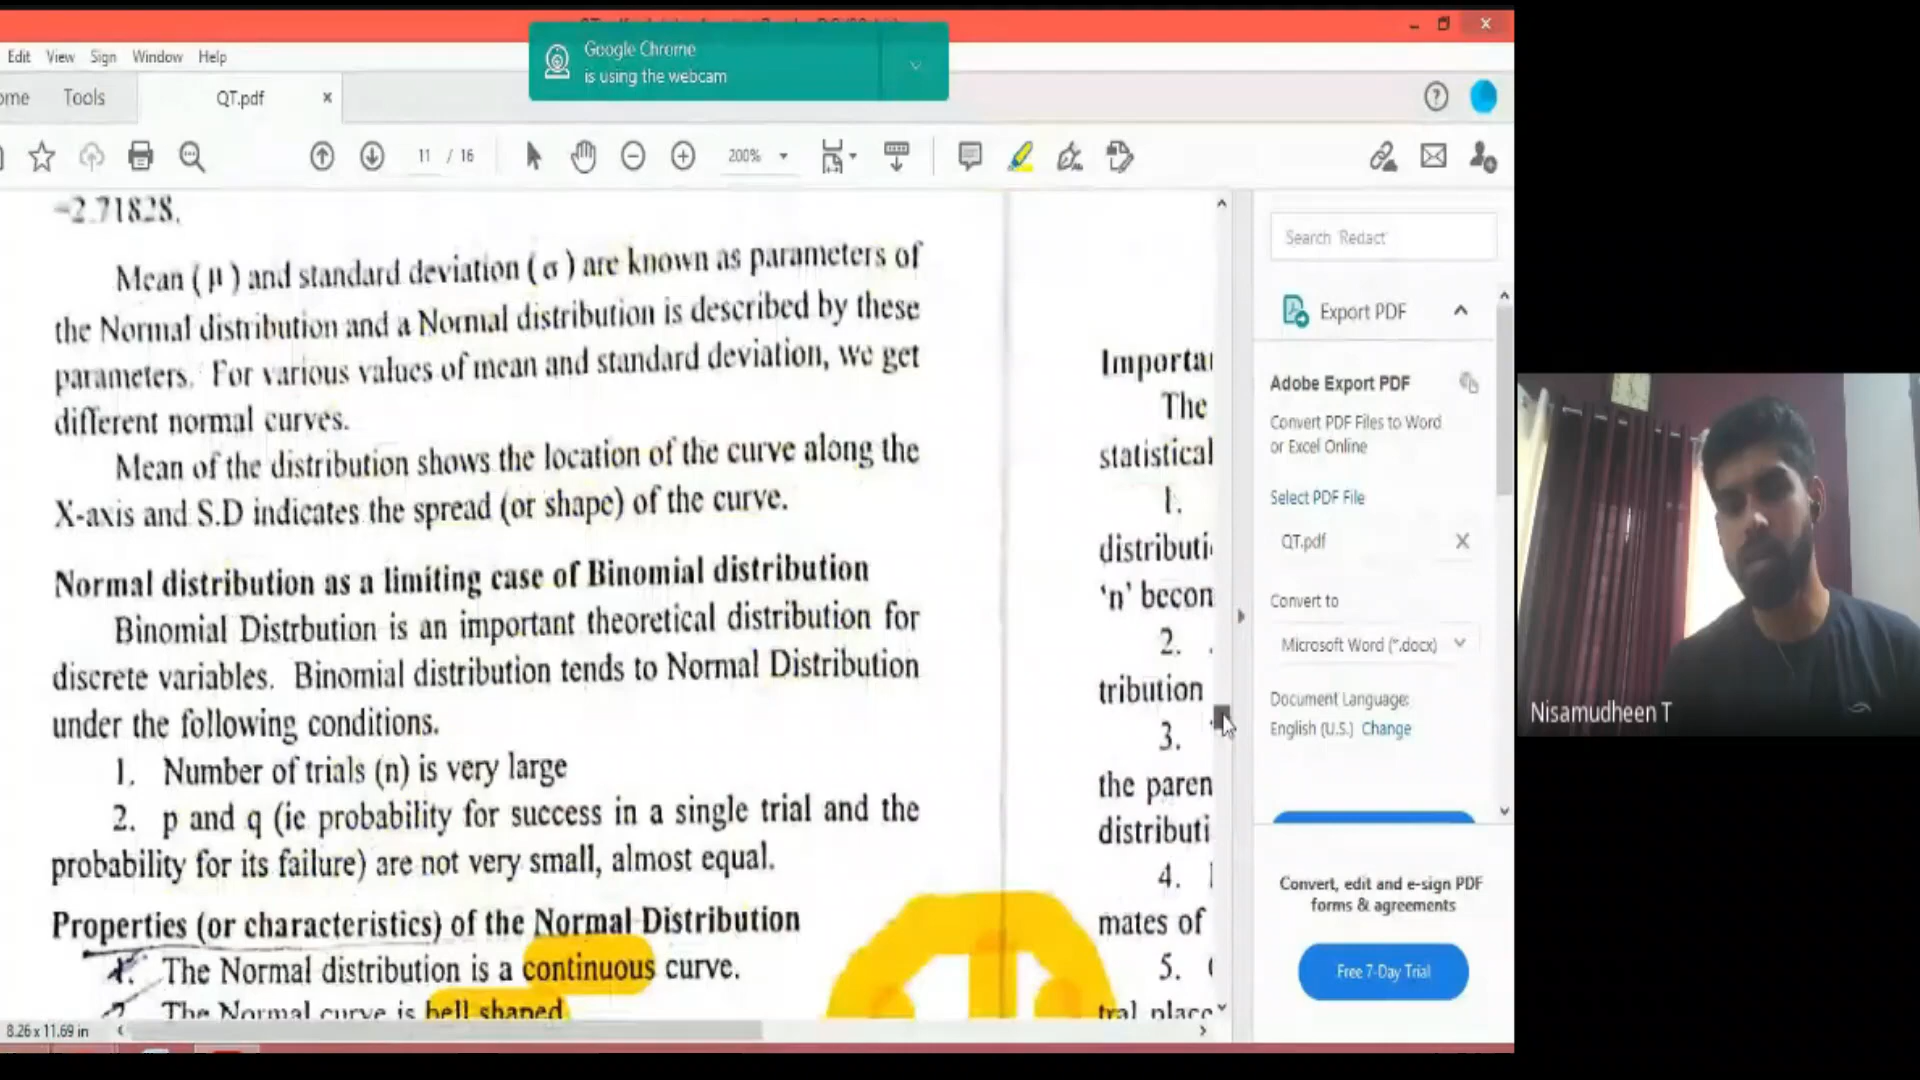 Google Chrome
is using the webcam
Edit View Sign Window Help
ome Tools QT.pdf
11 / 16 200%
=2.71828.
Mean ( μ ) and standard deviation ( σ ) are known as parameters of
the Normal distribution and a Normal distribution is described by these
parameters. For various values of mean and standard deviation, we get
different normal curves.
Mean of the distribution shows the location of the curve along the
X-axis and S.D indicates the spread (or shape) of the curve.
Normal distribution as a limiting case of Binomial distribution
Binomial Distrbution is an important theoretical distribution for
discrete variables. Binomial distribution tends to Normal Distribution
under the following conditions.
1. Number of trials (n) is very large
2. p and q (ie probability for success in a single trial and the
probability for its failure) are not very small, almost equal.
Properties (or characteristics) of the Normal Distribution
1. The Normal distribution is a continuous curve.
2. The Normal curve is bell shaped
Importa
The
statistical
1.
distributi
'n' becon
2.
tribution
3.
the paren
distributi
4.
mates of
5.
tral place
8.26 x 11.69 in
Search 'Redact'
Export PDF
Adobe Export PDF
Convert PDF Files to Word
or Excel Online
Select PDF File
QT.pdf
Convert to
Microsoft Word (*.docx)
Document Language:
English (U.S.) Change
Convert, edit and e-sign PDF
forms & agreements
Free 7-Day Trial
Nisamudheen T